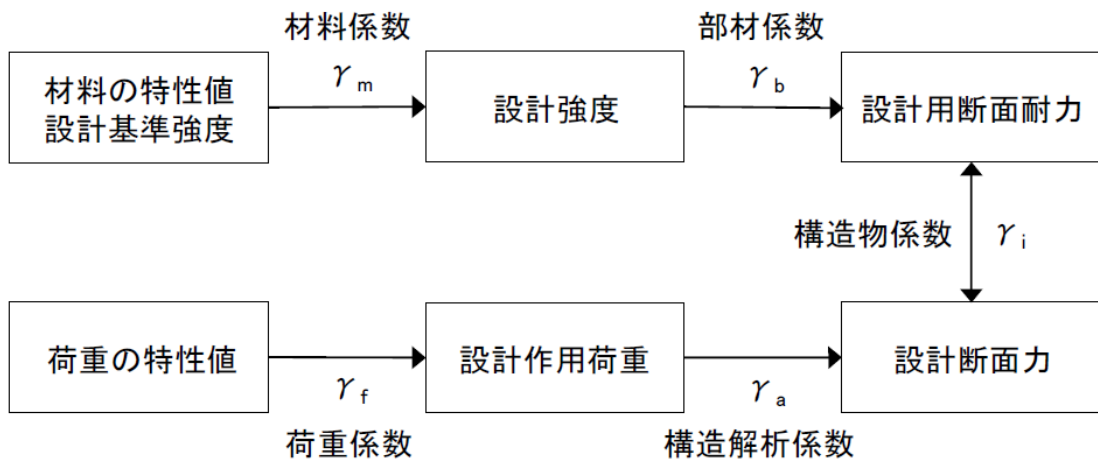 材料係数
部材係数
材料の特性値
設計基準強度
γm
設計強度
γb
設計用断面耐力
構造物係数
γi
荷重の特性値
設計作用荷重
設計断面力
γf
γa
荷重係数
構造解析係数